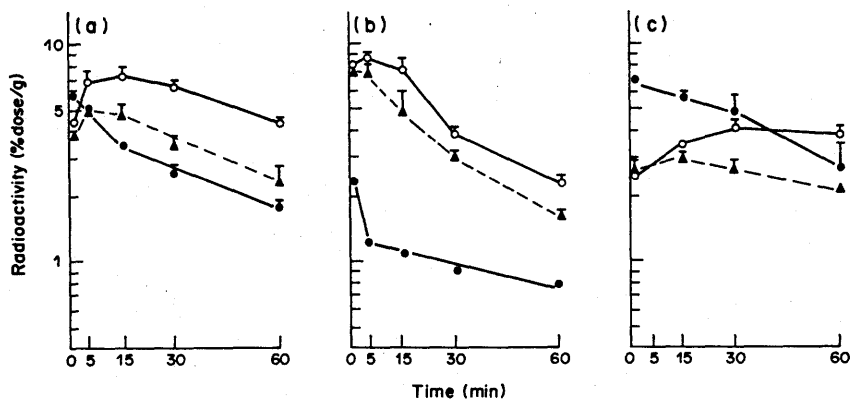 (a) (b) (c)
10
5
1
Radioactivity (% dose/g)
0 5 15 30 60 0 5 15 30 60 0 5 15 30 60
Time (min)